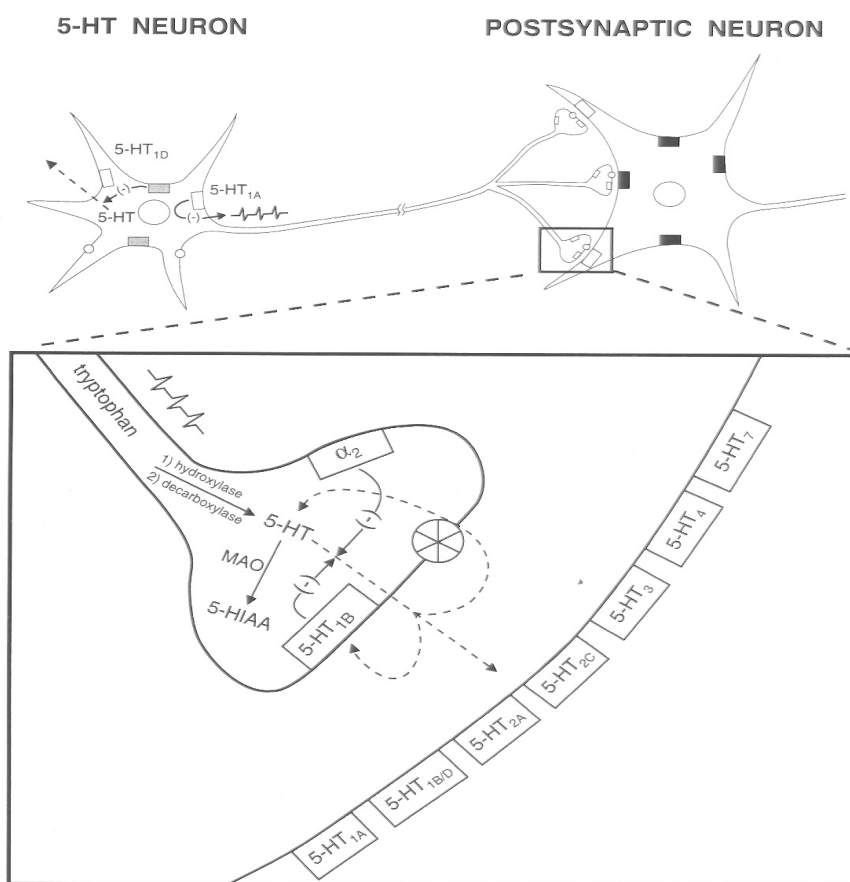 5-HT NEURON
POSTSYNAPTIC NEURON
5-HT1D
(-)
5-HT
5-HT1A
(-)
tryptophan
1) hydroxylase
2) decarboxylase
α2
5-HT
(-)
MAO
(-)
5-HIAA
5-HT1B
5-HT7
5-HT4
5-HT3
5-HT2C
5-HT2A
5-HT1B/D
5-HT1A